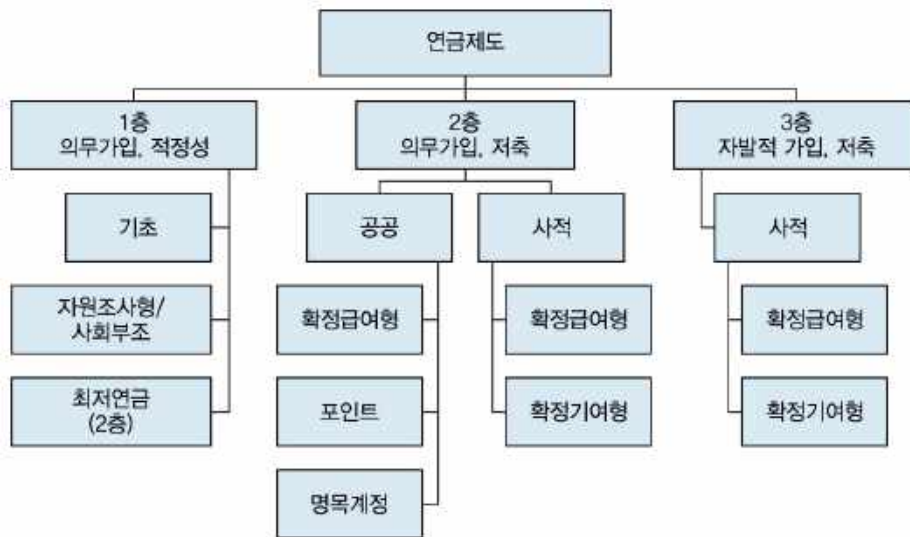 연금제도
1층
의무가입, 적정성
2층
의무가입, 저축
3층
자발적 가입, 저축
기초
공공
사적
사적
자원조사형/
사회부조
확정급여형
확정급여형
확정급여형
최저연금
(2층)
포인트
확정기여형
확정기여형
명목계정